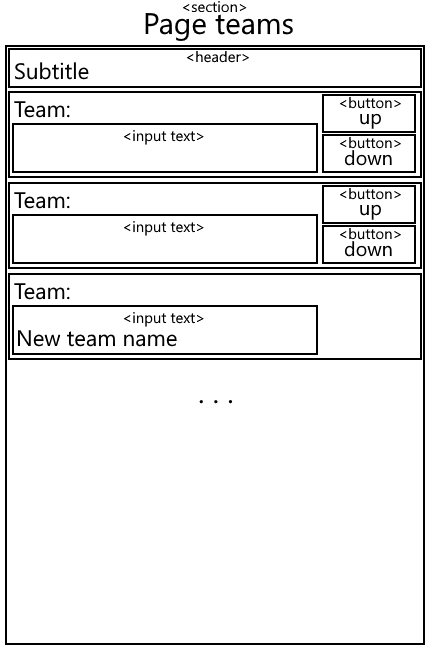 <section>
Page teams
<header>
Subtitle
Team:
<button>
up
<input text>
<button>
down
Team:
<button>
up
<input text>
<button>
down
Team:
<input text>
New team name
. . .